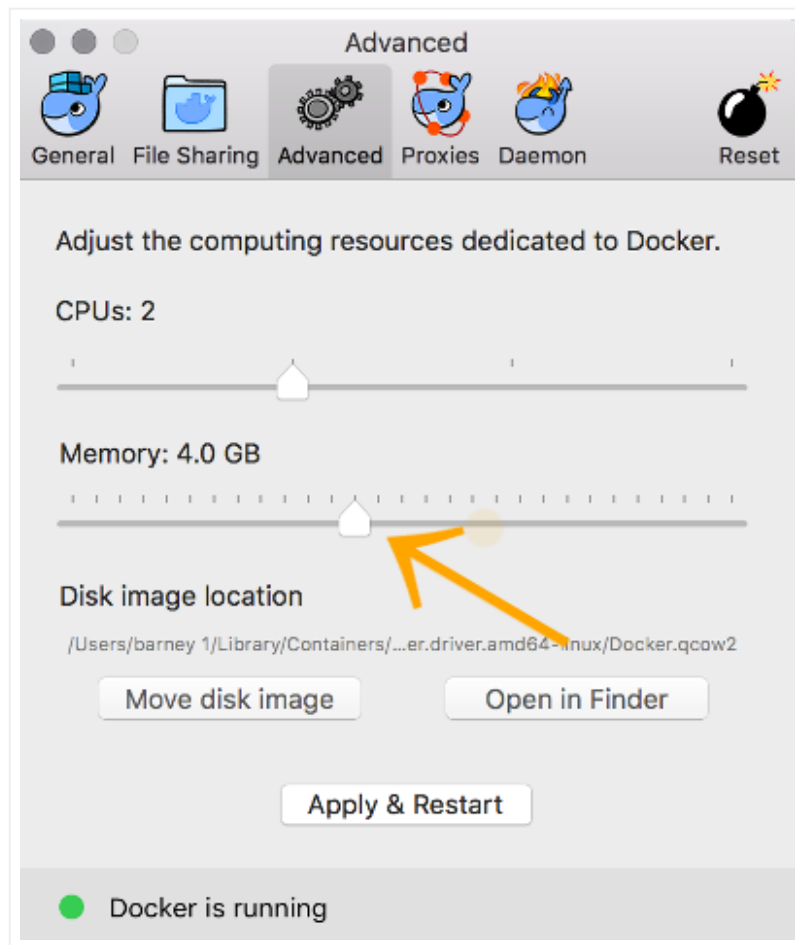 Advanced
General File Sharing Advanced Proxies Daemon Reset
Adjust the computing resources dedicated to Docker.
CPUs: 2
Memory: 4.0 GB
Disk image location
/Users/barney 1/Library/Containers/...er.driver.amd64-linux/Docker.qcow2
Move disk image Open in Finder
Apply & Restart
Docker is running